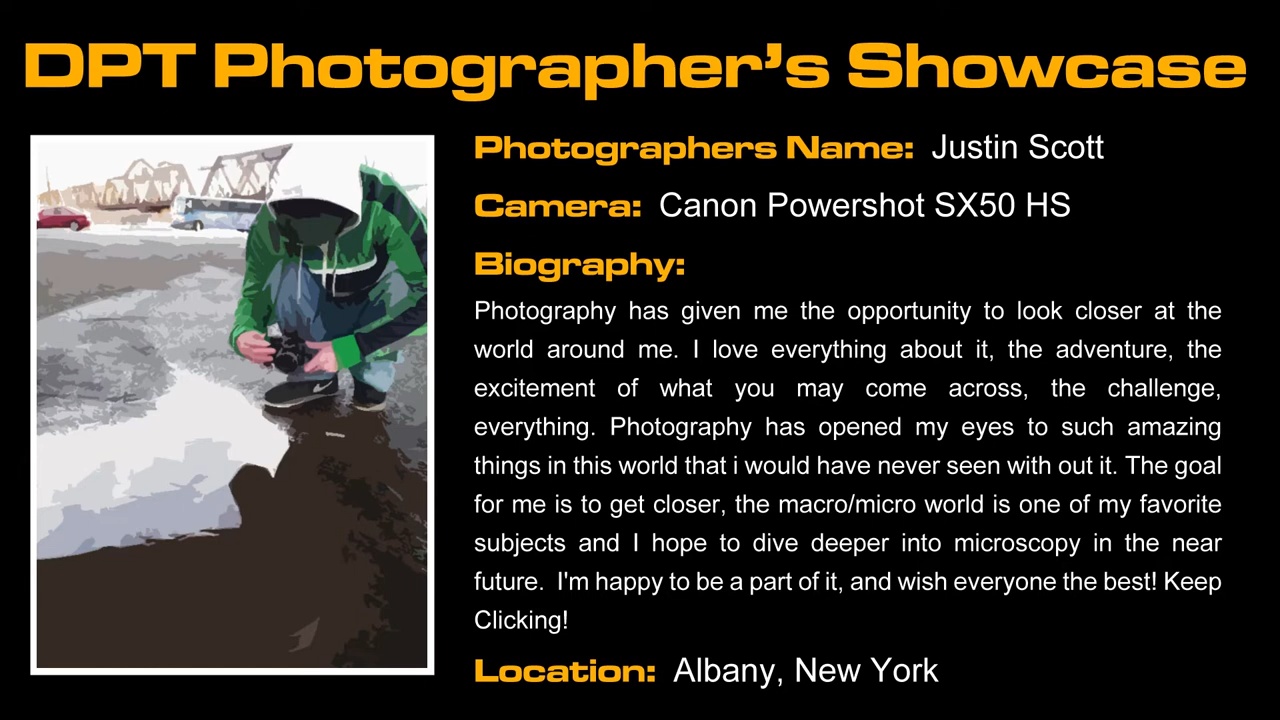 DPT Photographer’s Showcase
Photographers Name: Justin Scott
Camera: Canon Powershot SX50 HS
Biography:
Photography has given me the opportunity to look closer at the
world around me. I love everything about it, the adventure, the
excitement of what you may come across, the challenge,
everything. Photography has opened my eyes to such amazing
things in this world that i would have never seen with out it. The goal
for me is to get closer, the macro/micro world is one of my favorite
subjects and I hope to dive deeper into microscopy in the near
future.  I'm happy to be a part of it, and wish everyone the best! Keep
Clicking!
Location: Albany, New York